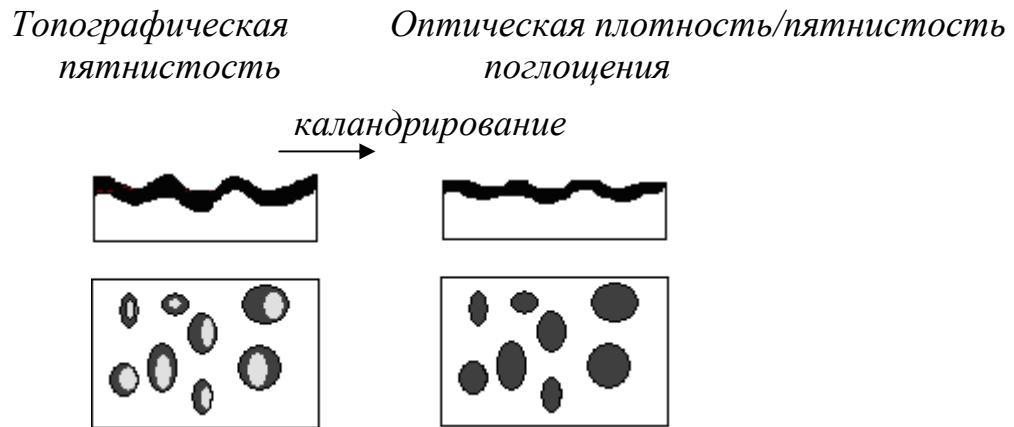 Топографическая Оптическая плотность/пятнистость
пятнистость поглощения
каландрирование